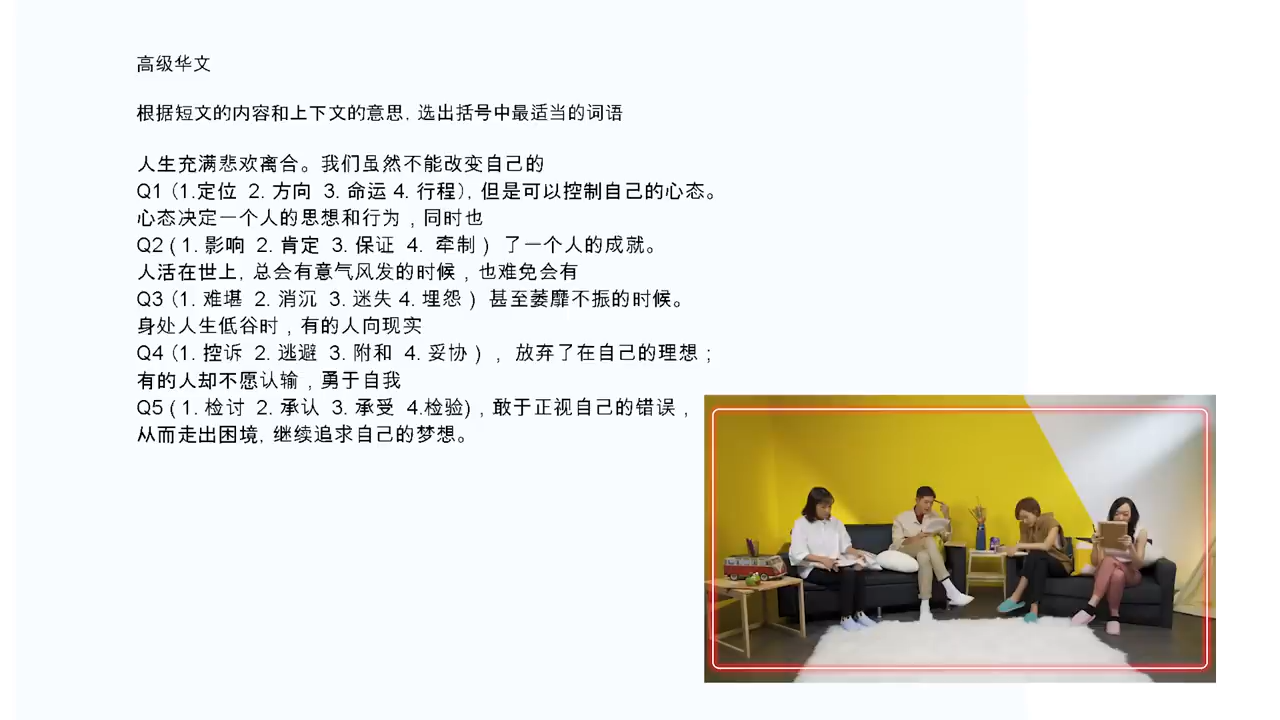 高级华文
根据短文的内容和上下文的意思, 选出括号中最适当的词语
人生充满悲欢离合。我们虽然不能改变自己的
Q1（1.定位 2. 方向 3. 命运 4. 行程), 但是可以控制自己的心态。
心态决定一个人的思想和行为，同时也
Q2 ( 1. 影响 2. 肯定 3. 保证 4. 牵制 ) 了一个人的成就。
人活在世上, 总会有意气风发的时候，也难免会有
Q3（1. 难堪 2. 消沉 3. 迷失 4. 埋怨 ) 甚至萎靡不振的时候。
身处人生低谷时，有的人向现实
Q4（1. 控诉 2. 逃避 3. 附和 4. 妥协 ) ，放弃了在自己的理想；
有的人却不愿认输，勇于自我
Q5 ( 1. 检讨 2. 承认 3. 承受 4.检验)，敢于正视自己的错误，
从而走出困境, 继续追求自己的梦想。